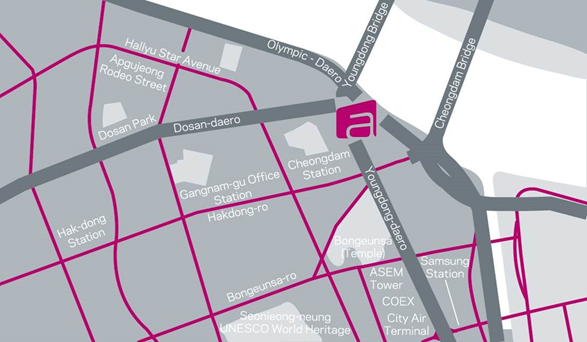 Youngdong Bridge
Cheongdam Bridge
Olympic - Daero
Hallyu Star Avenue
Apgujeong
Rodeo Street
Dosan Park
Dosan-daero
a
Cheongdam
Station
Gangnam-gu Office
Station
Hakdong-ro
Youngdong-daero
Hak-dong
Station
Bongeunsa
(Temple)
Samsung
Station
ASEM
Tower
COEX
City Air
Terminal
Bongeunsa-ro
Seonjeong-neung
UNESCO World Heritage